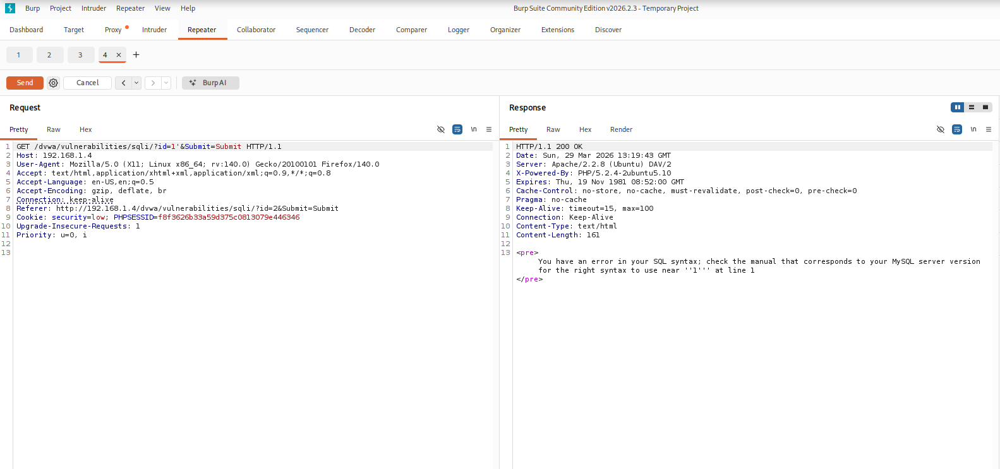 Burp Project Intruder Repeater View Help Burp Suite Community Edition v2026.2.3 - Temporary Project
Dashboard Target Proxy Intruder Repeater Collaborator Sequencer Decoder Comparer Logger Organizer Extensions Discover
1 2 3 4 × +
Send Cancel < > Burp AI
Request
Pretty Raw Hex \n
1 GET /dvwa/vulnerabilities/sqli/?id=1'&Submit=Submit HTTP/1.1
2 Host: 192.168.1.4
3 User-Agent: Mozilla/5.0 (X11; Linux x86_64; rv:140.0) Gecko/20100101 Firefox/140.0
4 Accept: text/html,application/xhtml+xml,application/xml;q=0.9,*/*;q=0.8
5 Accept-Language: en-US,en;q=0.5
6 Accept-Encoding: gzip, deflate, br
7 Connection: keep-alive
8 Referer: http://192.168.1.4/dvwa/vulnerabilities/sqli/?id=2&Submit=Submit
9 Cookie: security=low; PHPSESSID=f8f3626b33a59d375c0813079e446346
10 Upgrade-Insecure-Requests: 1
11 Priority: u=0, i
12
13
Response
Pretty Raw Hex Render \n
1 HTTP/1.1 200 OK
2 Date: Sun, 29 Mar 2026 13:19:43 GMT
3 Server: Apache/2.2.8 (Ubuntu) DAV/2
4 X-Powered-By: PHP/5.2.4-2ubuntu5.10
5 Expires: Thu, 19 Nov 1981 08:52:00 GMT
6 Cache-Control: no-store, no-cache, must-revalidate, post-check=0, pre-check=0
7 Pragma: no-cache
8 Keep-Alive: timeout=15, max=100
9 Connection: Keep-Alive
10 Content-Type: text/html
11 Content-Length: 161
12
13 <pre>
You have an error in your SQL syntax; check the manual that corresponds to your MySQL server version
for the right syntax to use near ''1''' at line 1
</pre>